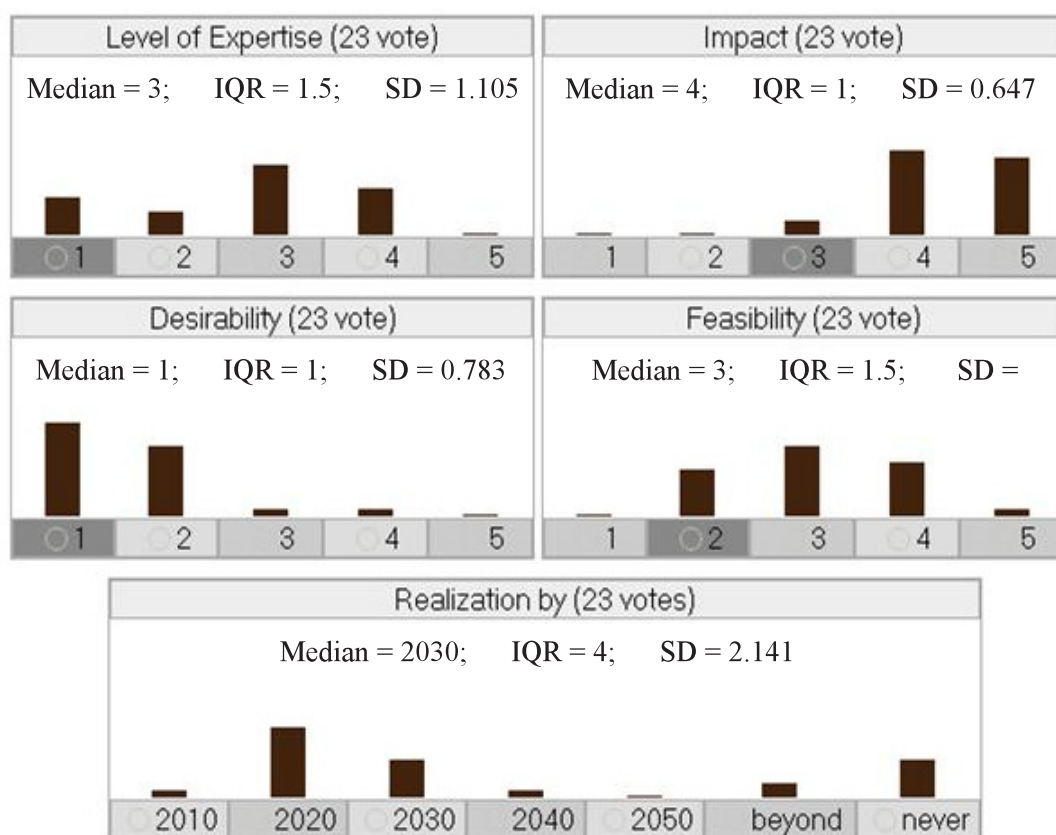 Level of Expertise (23 vote)
Median = 3; IQR = 1.5; SD = 1.105
1 2 3 4 5
Impact (23 vote)
Median = 4; IQR = 1; SD = 0.647
1 2 3 4 5
Desirability (23 vote)
Median = 1; IQR = 1; SD = 0.783
1 2 3 4 5
Feasibility (23 vote)
Median = 3; IQR = 1.5; SD =
1 2 3 4 5
Realization by (23 votes)
Median = 2030; IQR = 4; SD = 2.141
2010 2020 2030 2040 2050 beyond never